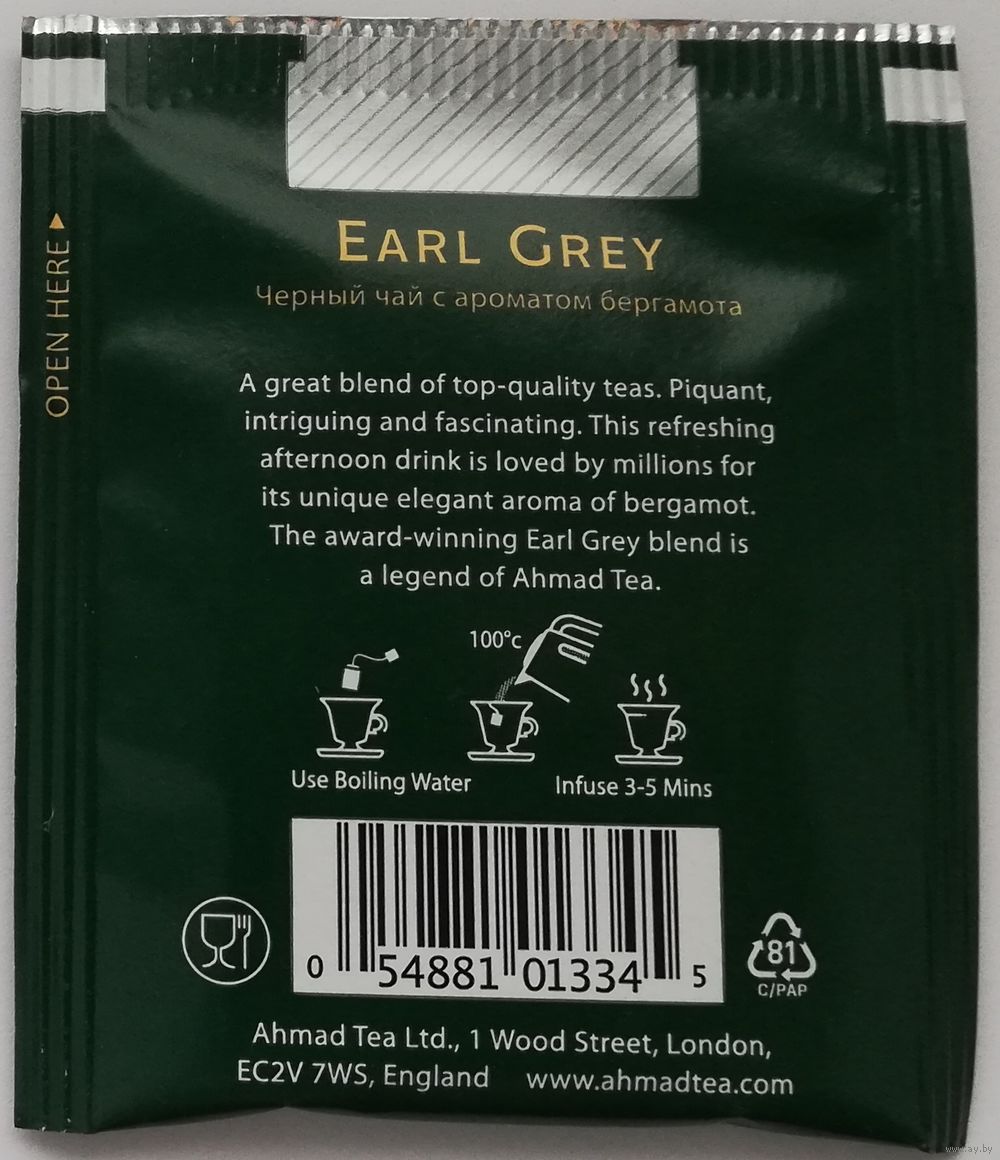 OPEN HERE
EARL GREY
Черный чай с ароматом бергамота
A great blend of top-quality teas. Piquant,
intriguing and fascinating. This refreshing
afternoon drink is loved by millions for
its unique elegant aroma of bergamot.
The award-winning Earl Grey blend is
a legend of Ahmad Tea.
100°c
Use Boiling Water Infuse 3-5 Mins
0 54881 01334 5
81
C/PAP
Ahmad Tea Ltd., 1 Wood Street, London,
EC2V 7WS, England www.ahmadtea.com
www.ay.by